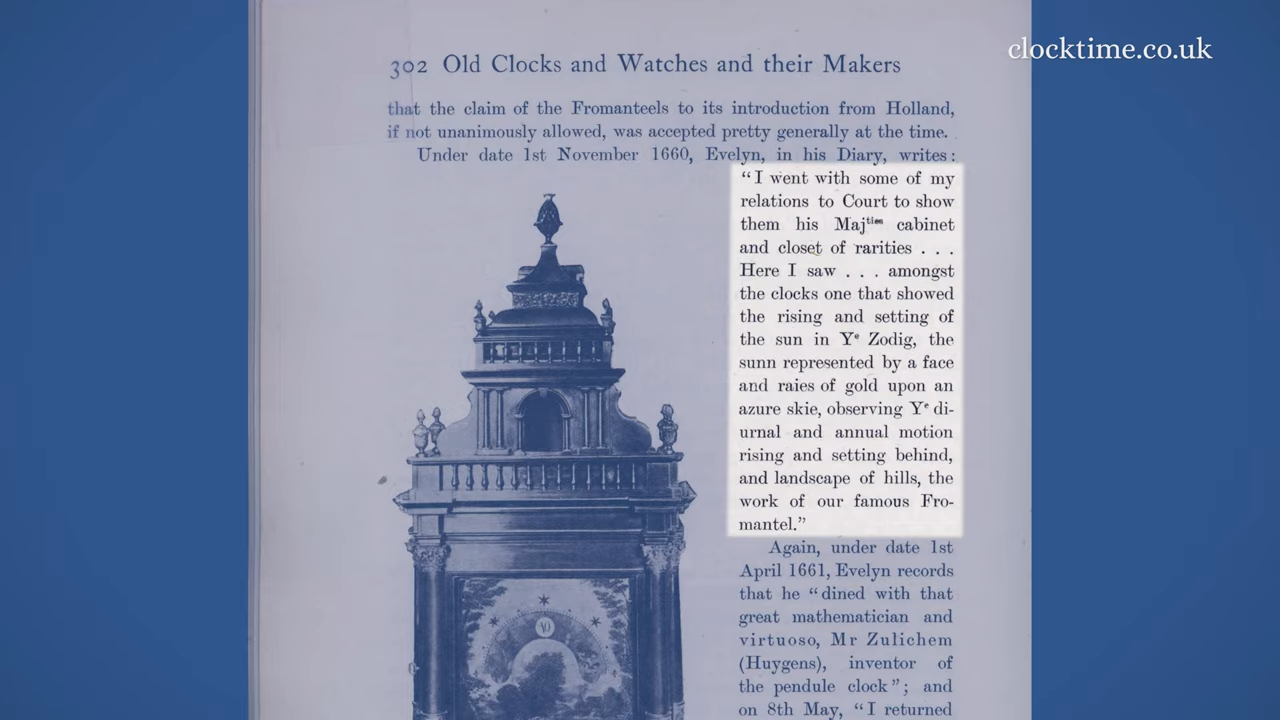 clocktime.co.uk
302 Old Clocks and Watches and their Makers
that the claim of the Fromanteels to its introduction from Holland,
if not unanimously allowed, was accepted pretty generally at the time.
Under date 1st November 1660, Evelyn, in his Diary, writes:
“I went with some of my
relations to Court to show
them his Majties cabinet
and closet of rarities . . .
Here I saw . . . amongst
the clocks one that showed
the rising and setting of
the sun in Ye Zodig, the
sunn represented by a face
and raies of gold upon an
azure skie, observing Ye di-
urnal and annual motion
rising and setting behind,
and landscape of hills, the
work of our famous Fro-
mantel.”
Again, under date 1st
April 1661, Evelyn records
that he “dined with that
great mathematician and
virtuoso, Mr Zulichem
(Huygens), inventor of
the pendule clock”; and
on 8th May, “I returned